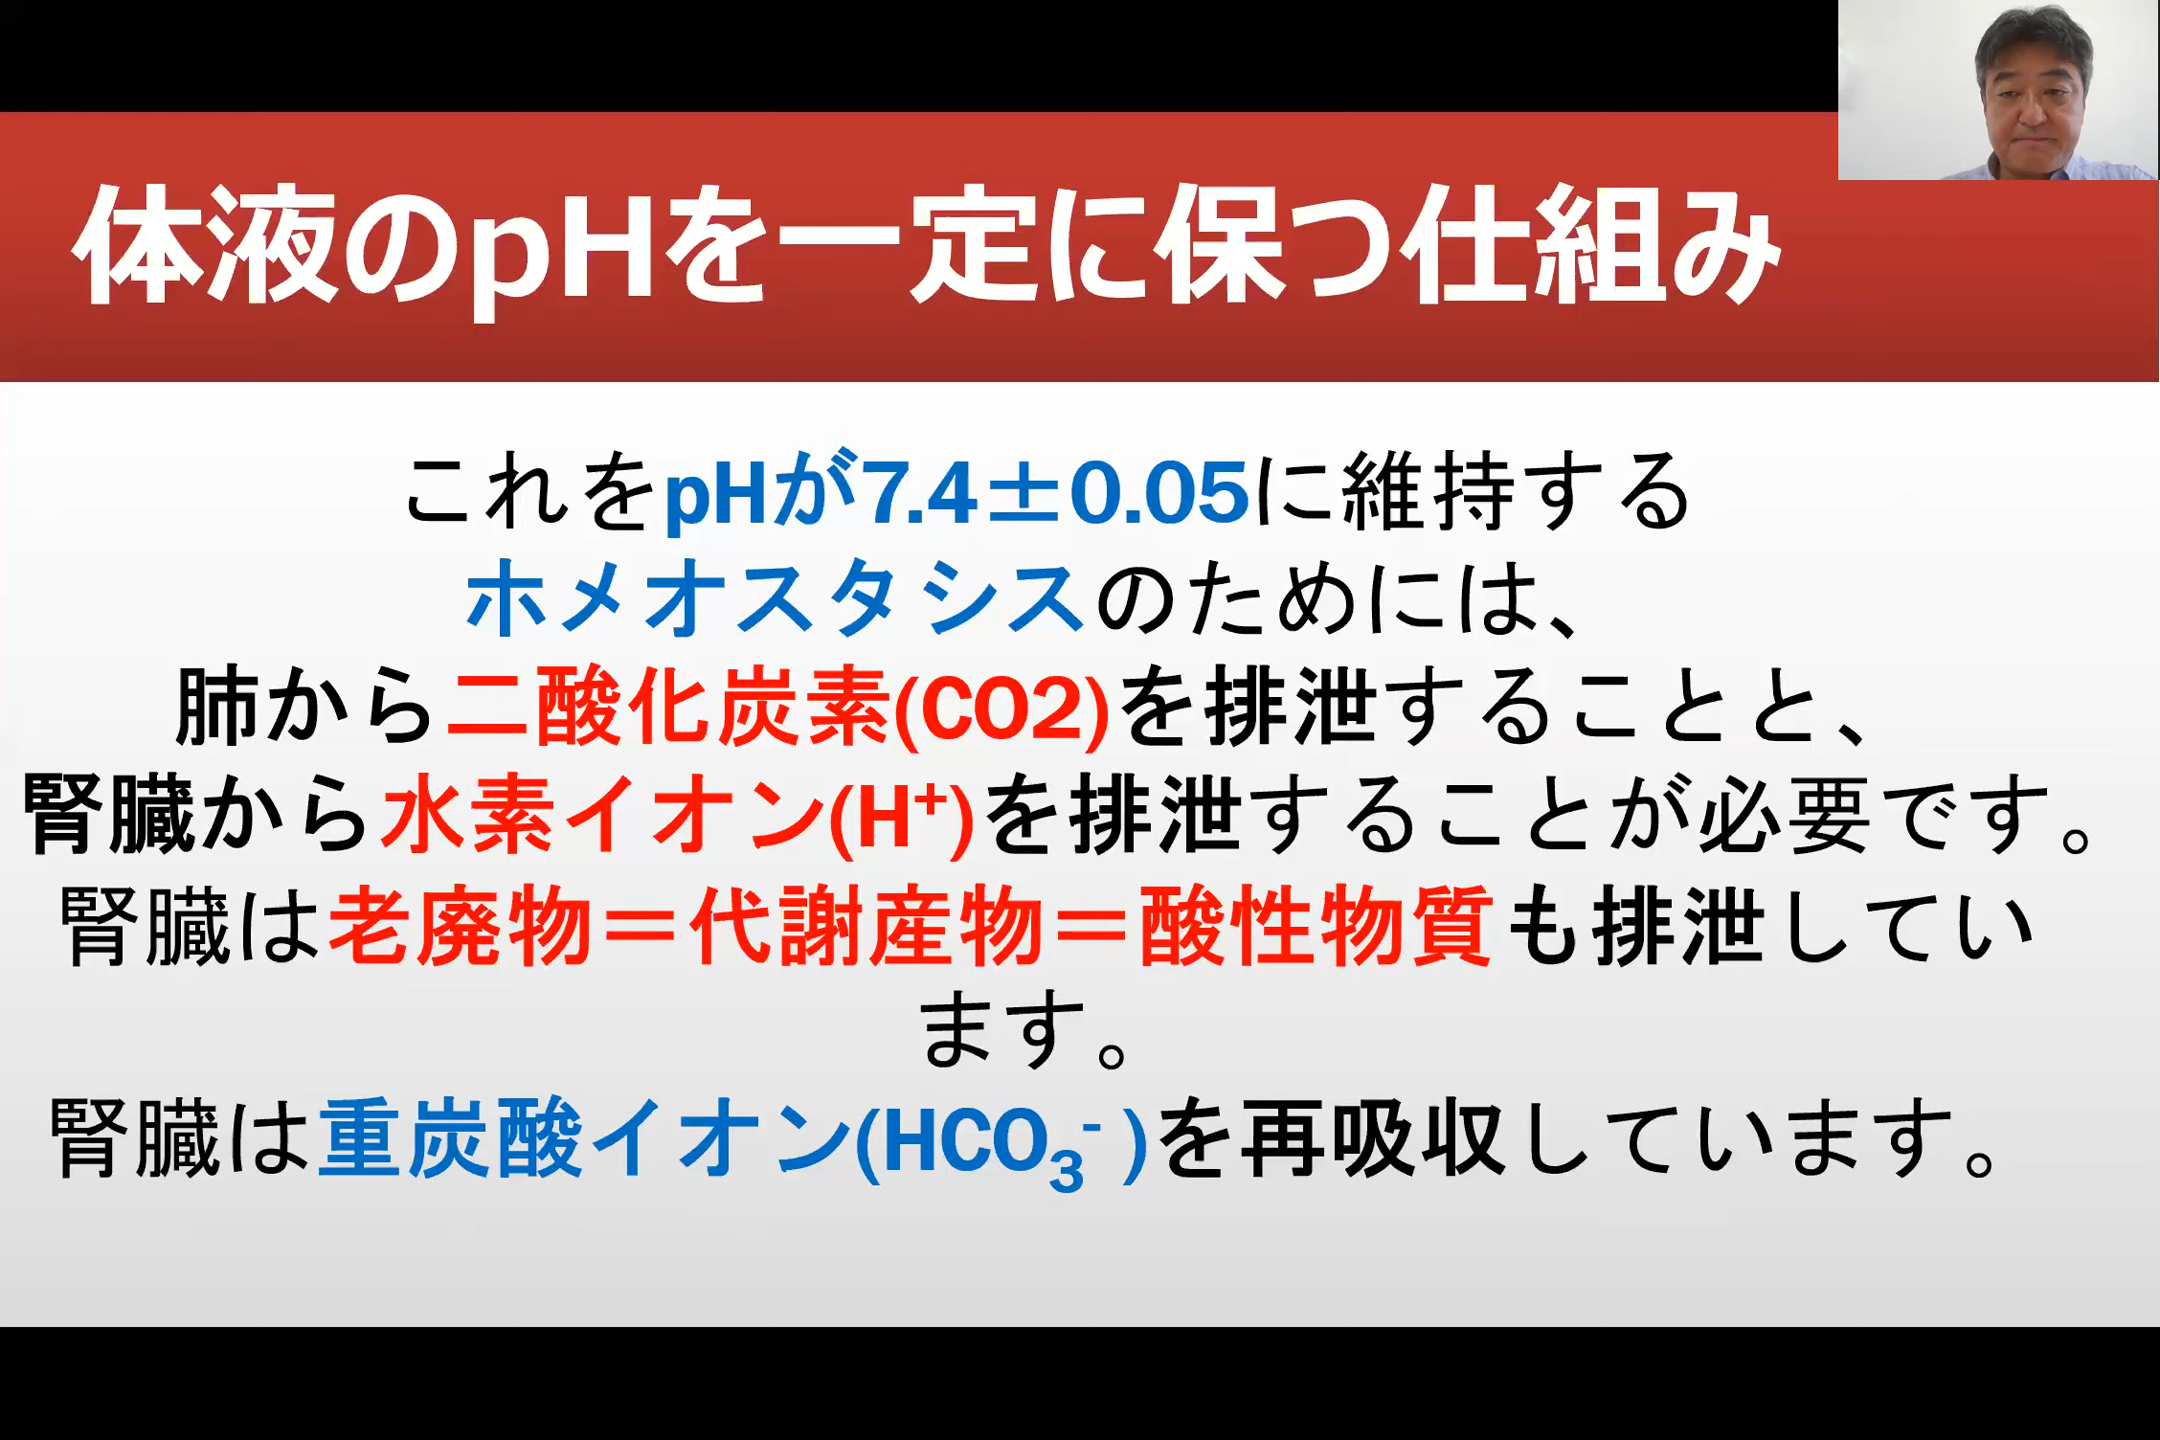 体液のpHを一定に保つ仕組み
これをpHが7.4±0.05に維持する
ホメオスタシスのためには、
肺から二酸化炭素(CO2)を排泄することと、
腎臓から水素イオン(H⁺)を排泄することが必要です。
腎臓は老廃物＝代謝産物＝酸性物質も排泄してい
ます。
腎臓は重炭酸イオン(HCO₃⁻ )を再吸収しています。